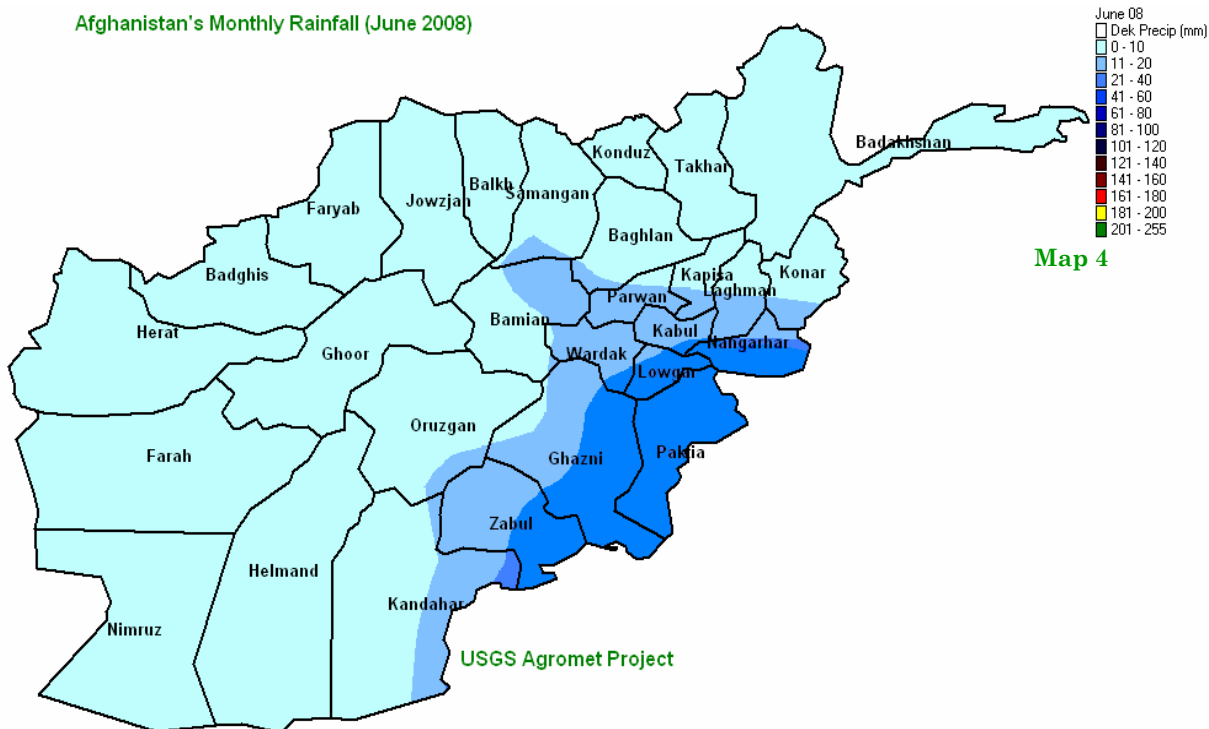 Afghanistan's Monthly Rainfall (June 2008)
June 08
Dek Precip (mm)
0 - 10
11 - 20
21 - 40
41 - 60
61 - 80
81 - 100
101 - 120
121 - 140
141 - 160
161 - 180
181 - 200
201 - 255
Map 4
Badakhshan
Konduz
Takhar
Balkh
Samangan
Jowzjan
Faryab
Baghlan
Badghis
Kapisa
Konar
Laghman
Parwan
Bamian
Kabul
Herat
Nangarhar
Ghoor
Wardak
Lowgar
Oruzgan
Farah
Ghazni
Paktia
Zabul
Helmand
Kandahar
Nimruz
USGS Agromet Project